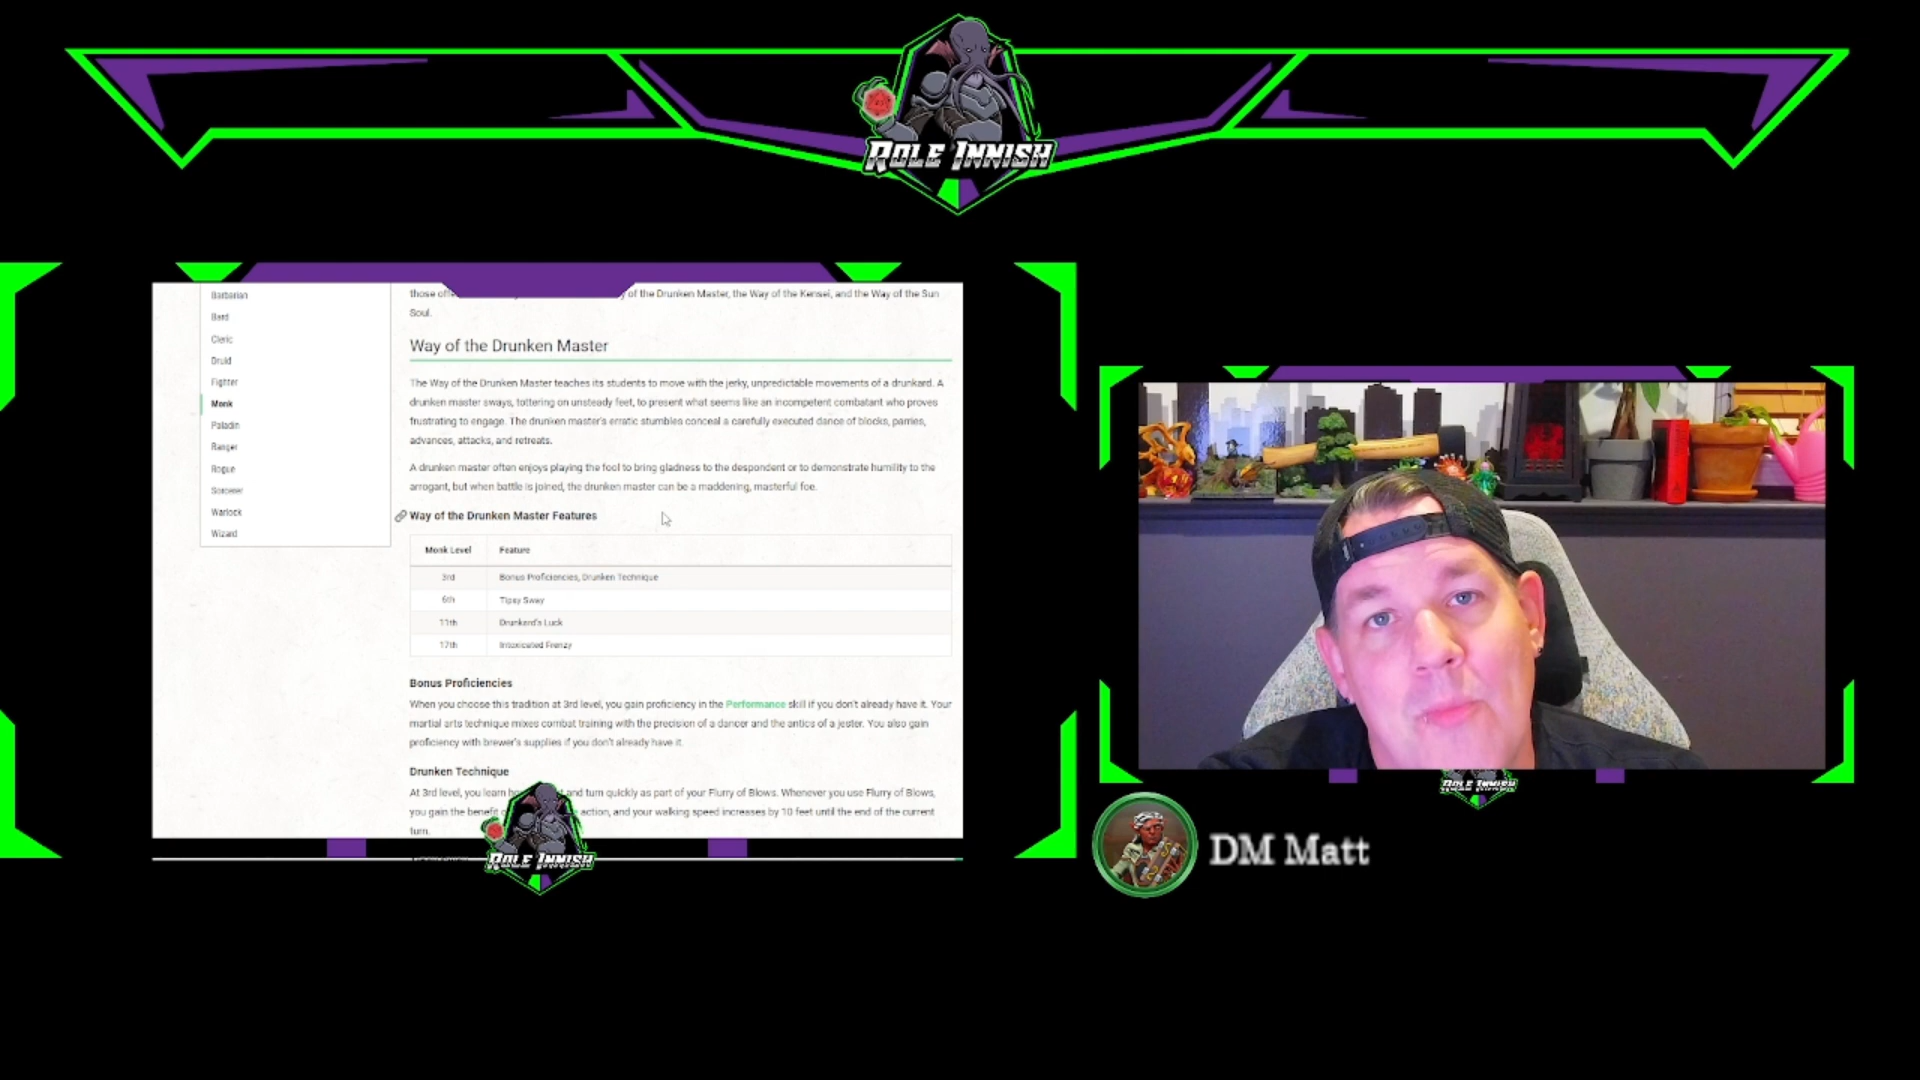 ROLE INNISH
Barbarian
Bard
Cleric
Druid
Fighter
Monk
Paladin
Ranger
Rogue
Sorcerer
Warlock
Wizard
those of the Drunken Master, the Way of the Kensei, and the Way of the Sun
Soul.
Way of the Drunken Master
The Way of the Drunken Master teaches its students to move with the jerky, unpredictable movements of a drunkard. A
drunken master sways, tottering on unsteady feet, to present what seems like an incompetent combatant who proves
frustrating to engage. The drunken master's erratic stumbles conceal a carefully executed dance of blocks, parries,
advances, attacks, and retreats.
A drunken master often enjoys playing the fool to bring gladness to the despondent or to demonstrate humility to the
arrogant, but when battle is joined, the drunken master can be a maddening, masterful foe.
Way of the Drunken Master Features
Monk Level Feature
3rd Bonus Proficiencies, Drunken Technique
6th Tipsy Sway
11th Drunkard's Luck
17th Intoxicated Frenzy
Bonus Proficiencies
When you choose this tradition at 3rd level, you gain proficiency in the Performance skill if you don't already have it. Your
martial arts technique mixes combat training with the precision of a dancer and the antics of a jester. You also gain
proficiency with brewer's supplies if you don't already have it.
Drunken Technique
At 3rd level, you learn and turn quickly as part of your Flurry of Blows. Whenever you use Flurry of Blows,
you gain the benefit action, and your walking speed increases by 10 feet until the end of the current
turn.
ROLE INNISH
ROLE INNISH
DM Matt